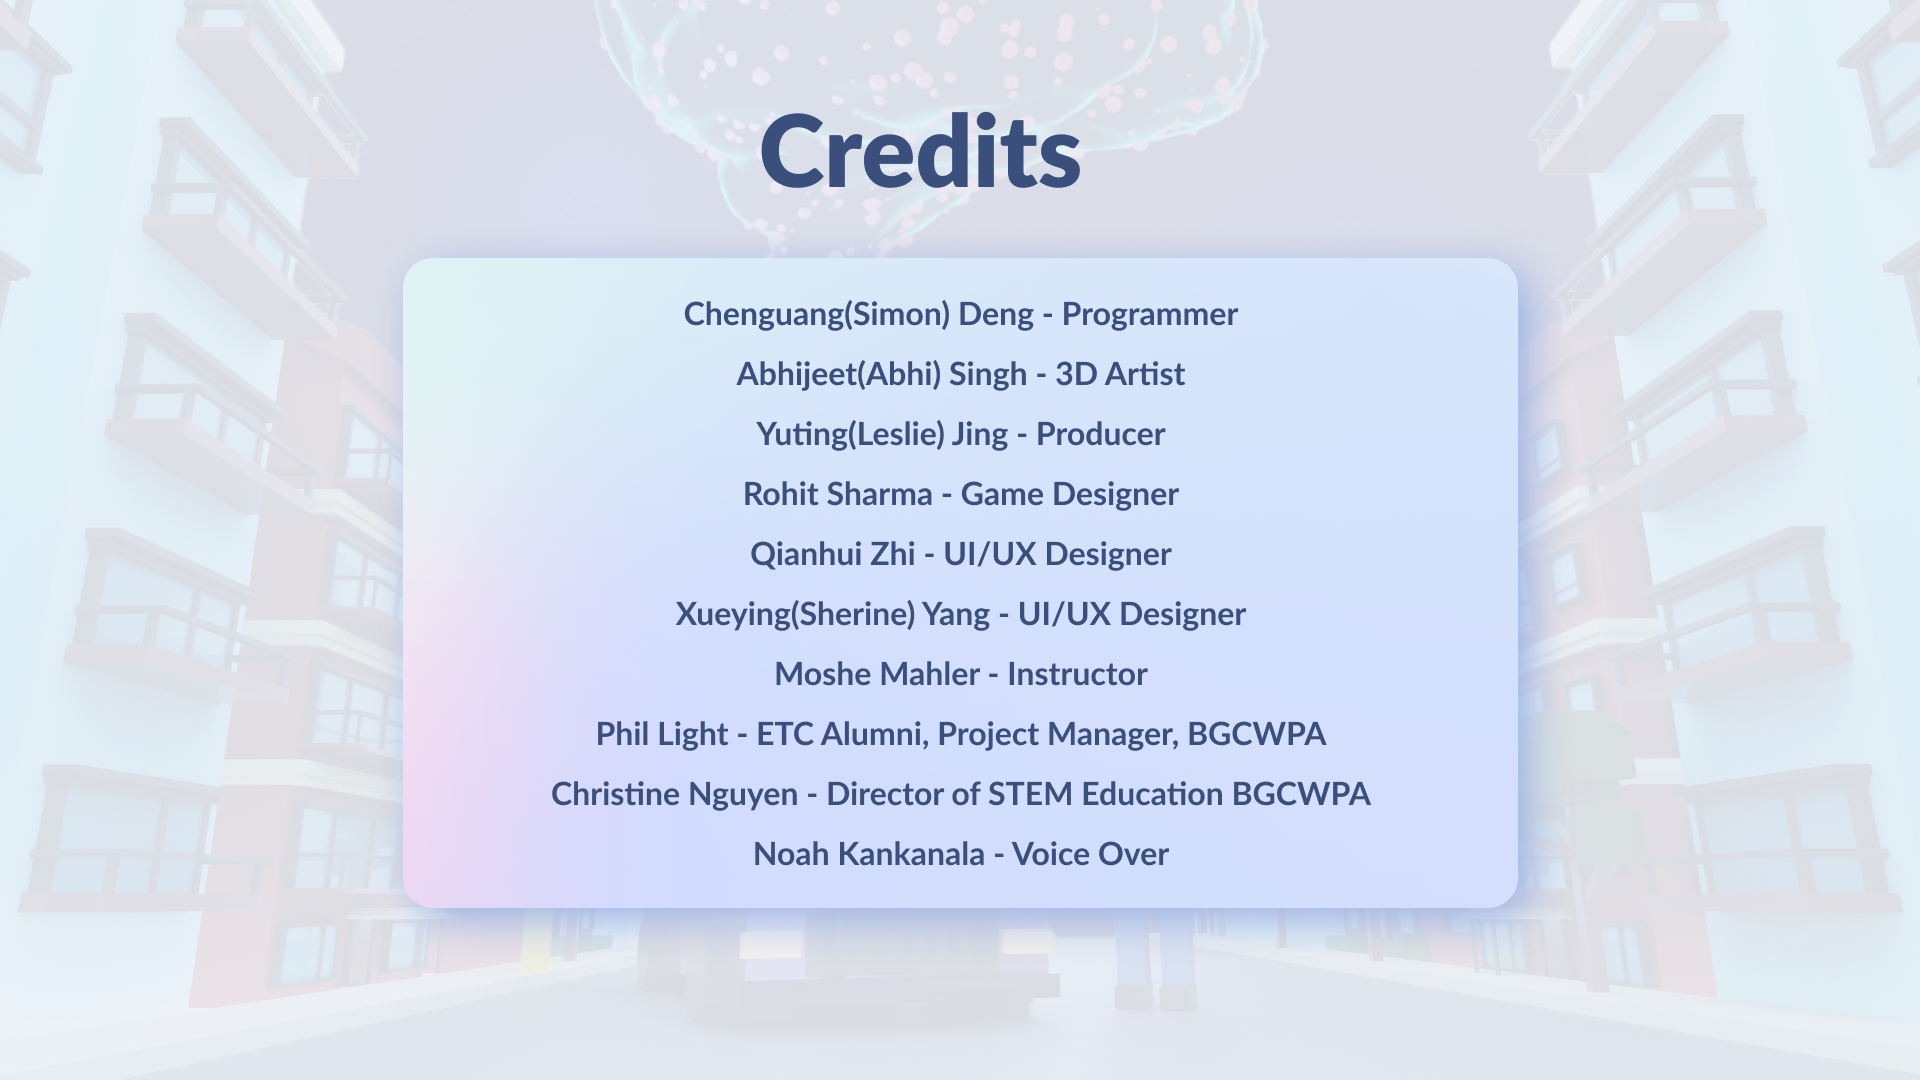 Credits
Chenguang(Simon) Deng - Programmer
Abhijeet(Abhi) Singh - 3D Artist
Yuting(Leslie) Jing - Producer
Rohit Sharma - Game Designer
Qianhui Zhi - UI/UX Designer
Xueying(Sherine) Yang - UI/UX Designer
Moshe Mahler - Instructor
Phil Light - ETC Alumni, Project Manager, BGCWPA
Christine Nguyen - Director of STEM Education BGCWPA
Noah Kankanala - Voice Over